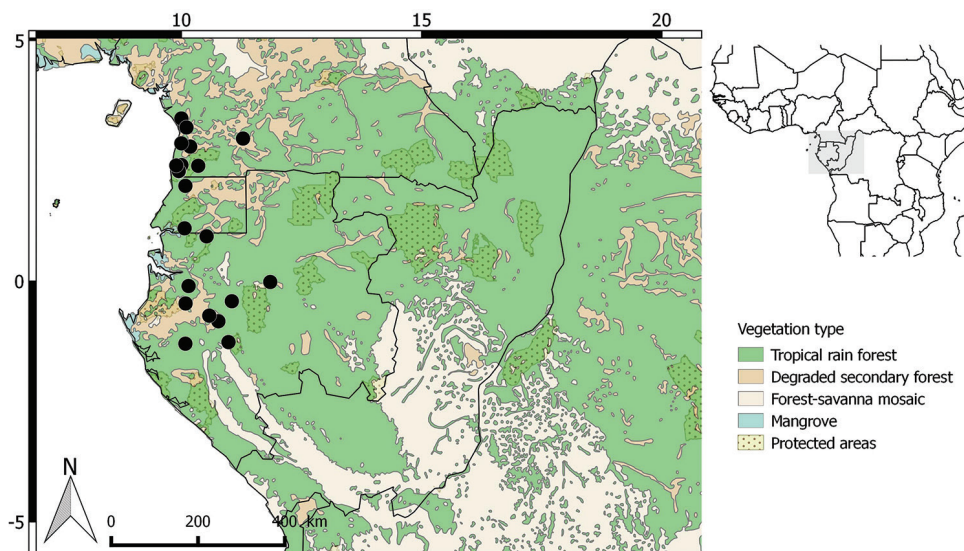 10 15 20
5
0
-5
N
0 200 400 km
Vegetation type
Tropical rain forest
Degraded secondary forest
Forest-savanna mosaic
Mangrove
Protected areas